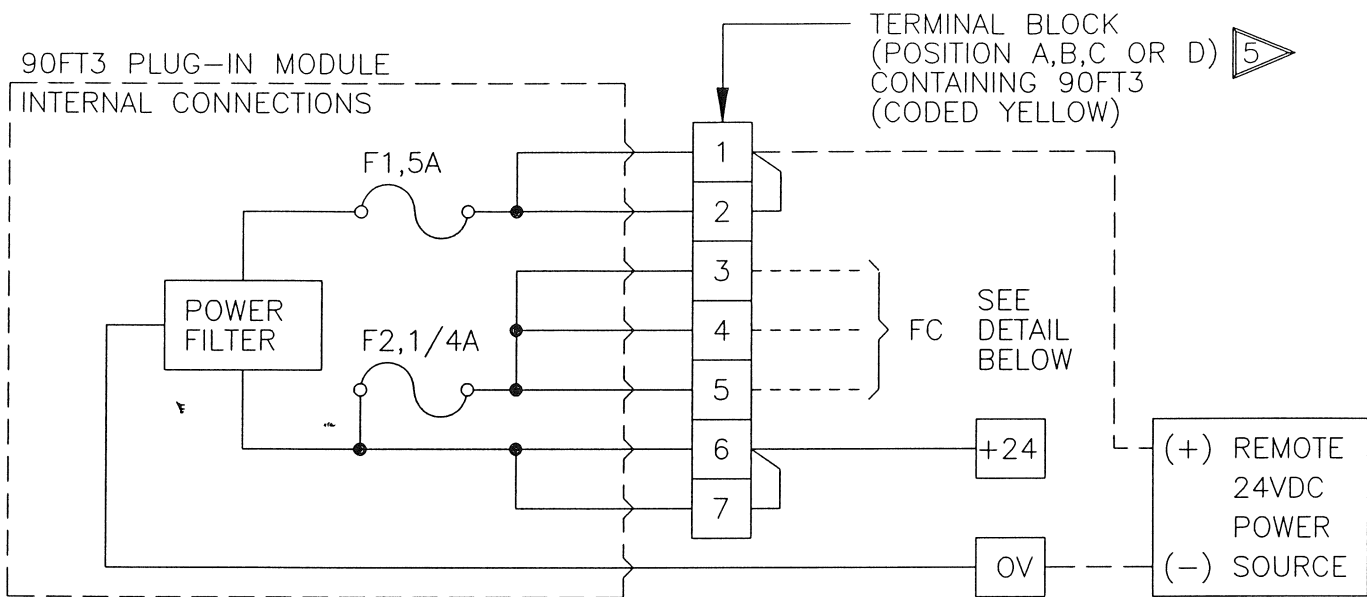 TERMINAL BLOCK
(POSITION A,B,C OR D)
5
CONTAINING 90FT3
(CODED YELLOW)
90FT3 PLUG-IN MODULE
INTERNAL CONNECTIONS
F1,5A
1
2
3
4
5
6
7
POWER
FILTER
F2,1/4A
FC
SEE
DETAIL
BELOW
+24
0V
(+) REMOTE
24VDC
POWER
(-) SOURCE